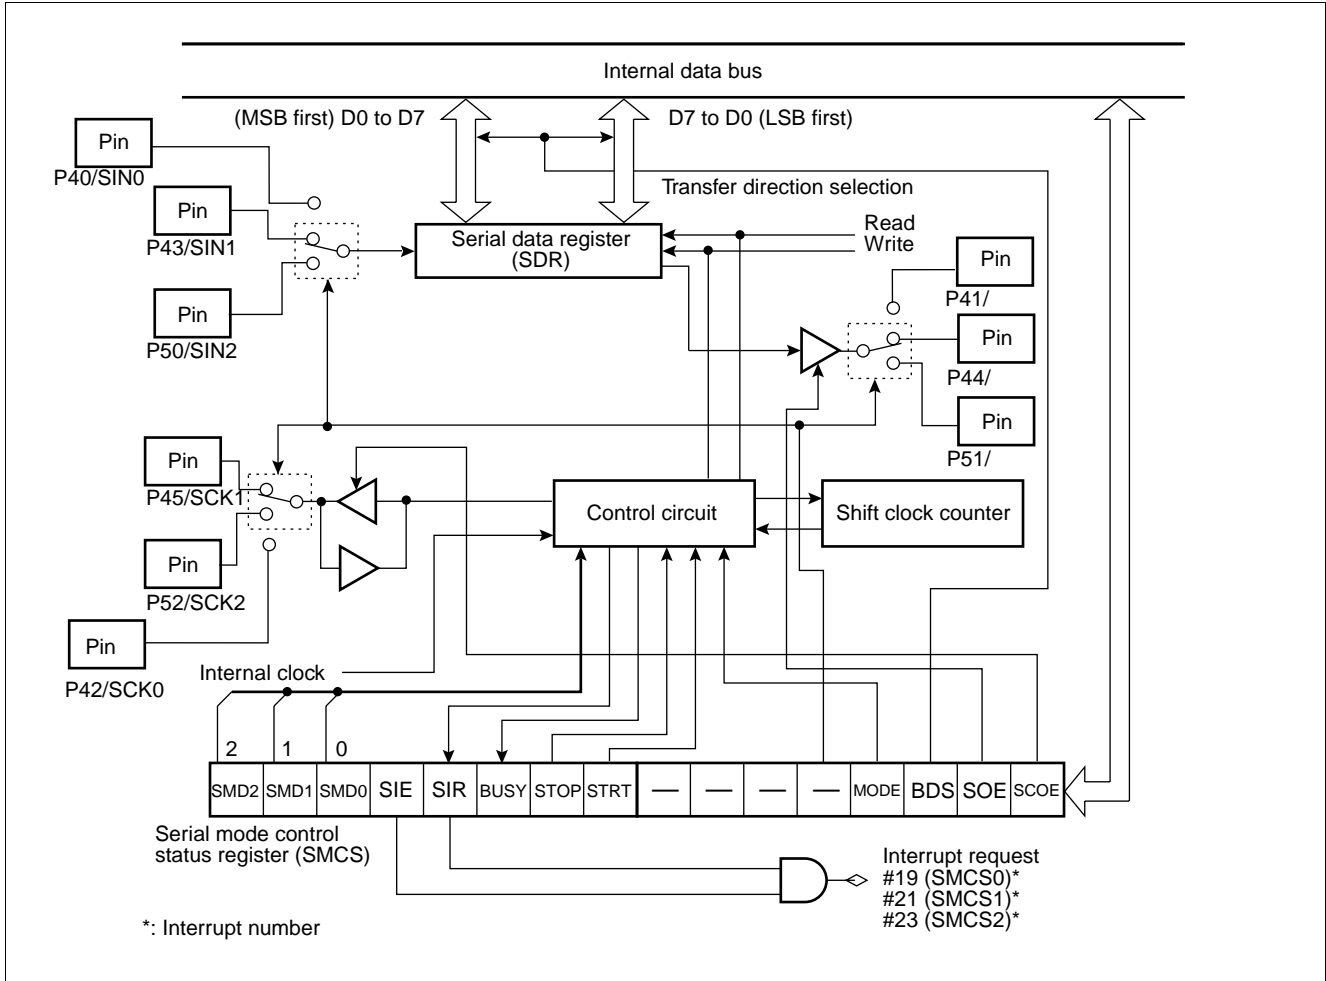 Internal data bus
(MSB first) D0 to D7
D7 to D0 (LSB first)
Pin
P40/SIN0
Transfer direction selection
Pin
P43/SIN1
Serial data register
(SDR)
Read
Write
Pin
P41/
Pin
P50/SIN2
Pin
P44/
Pin
P51/
Pin
P45/SCK1
Control circuit
Shift clock counter
Pin
P52/SCK2
Pin
P42/SCK0
Internal clock
2 1 0
SMD2 SMD1 SMD0 SIE SIR BUSY STOP STRT — — — — MODE BDS SOE SCOE
Serial mode control
status register (SMCS)
Interrupt request
#19 (SMCS0)*
#21 (SMCS1)*
#23 (SMCS2)*
*: Interrupt number